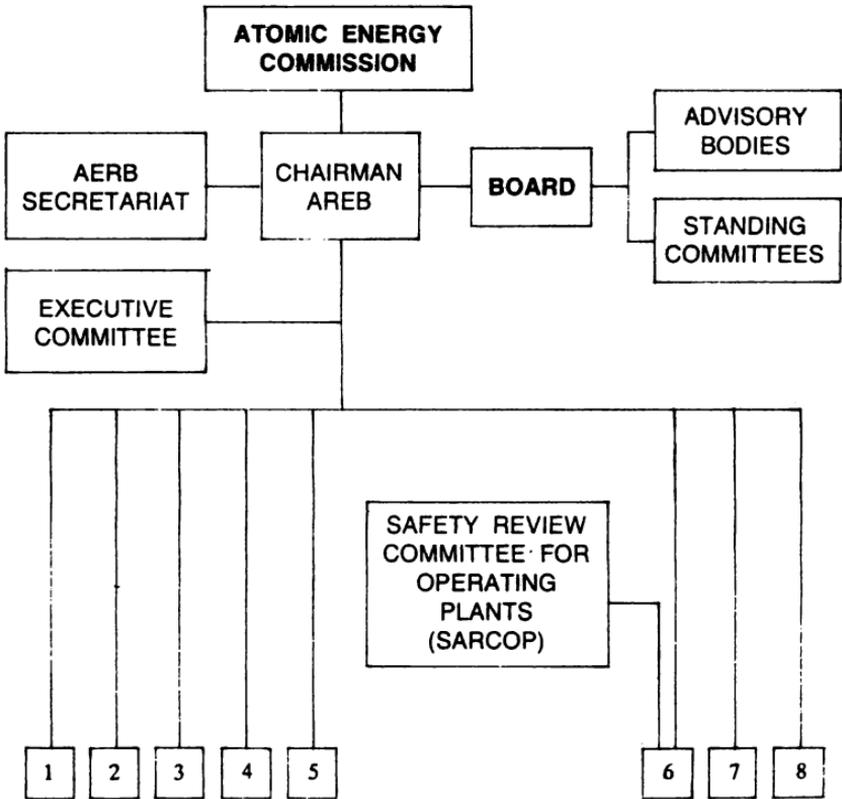 ATOMIC ENERGY
COMMISSION
ADVISORY
BODIES
AERB
SECRETARIAT
CHAIRMAN
AREB
BOARD
STANDING
COMMITTEES
EXECUTIVE
COMMITTEE
SAFETY REVIEW
COMMITTEE FOR
OPERATING
PLANTS
(SARCOP)
1 2 3 4 5 6 7 8